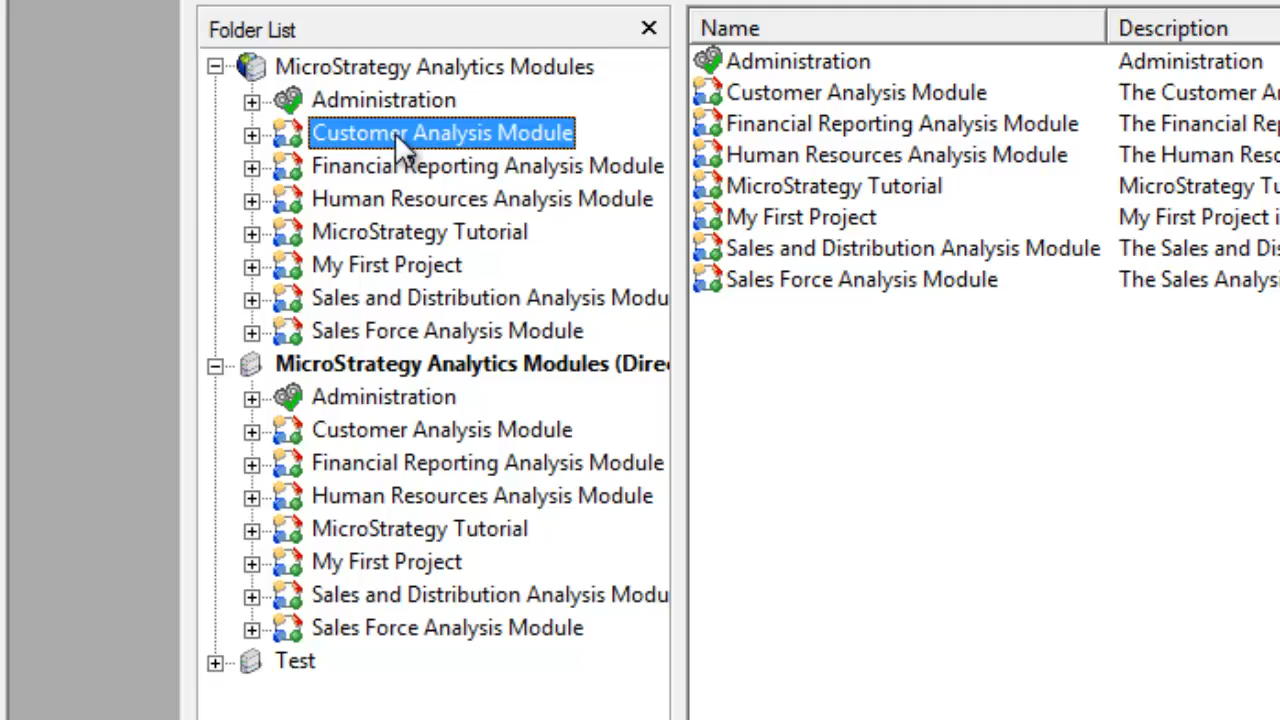 Folder List
MicroStrategy Analytics Modules
Administration
Customer Analysis Module
Financial Reporting Analysis Module
Human Resources Analysis Module
MicroStrategy Tutorial
My First Project
Sales and Distribution Analysis Modu
Sales Force Analysis Module
MicroStrategy Analytics Modules (Dire
Administration
Customer Analysis Module
Financial Reporting Analysis Module
Human Resources Analysis Module
MicroStrategy Tutorial
My First Project
Sales and Distribution Analysis Modu
Sales Force Analysis Module
Test
Name Description
Administration Administration
Customer Analysis Module The Customer A
Financial Reporting Analysis Module The Financial Re
Human Resources Analysis Module The Human Reso
MicroStrategy Tutorial MicroStrategy Tu
My First Project My First Project i
Sales and Distribution Analysis Module The Sales and Di
Sales Force Analysis Module The Sales Analys